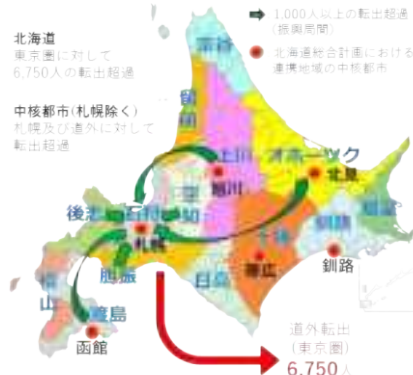 北海道
東京圏に対して
6,750人の転出超過
中核都市(札幌除く)
札幌及び道外に対して
転出超過
1,000人以上の転出超過
(振興局間)
北海道総合計画における
連携地域の中核都市
宗谷
留萌
上川
オホーツク
旭川
北見
空知
後志
石狩
札幌
根室
釧路
十勝
帯広
釧路
胆振
日高
檜山
渡島
函館
道外転出
(東京圏)
6,750人